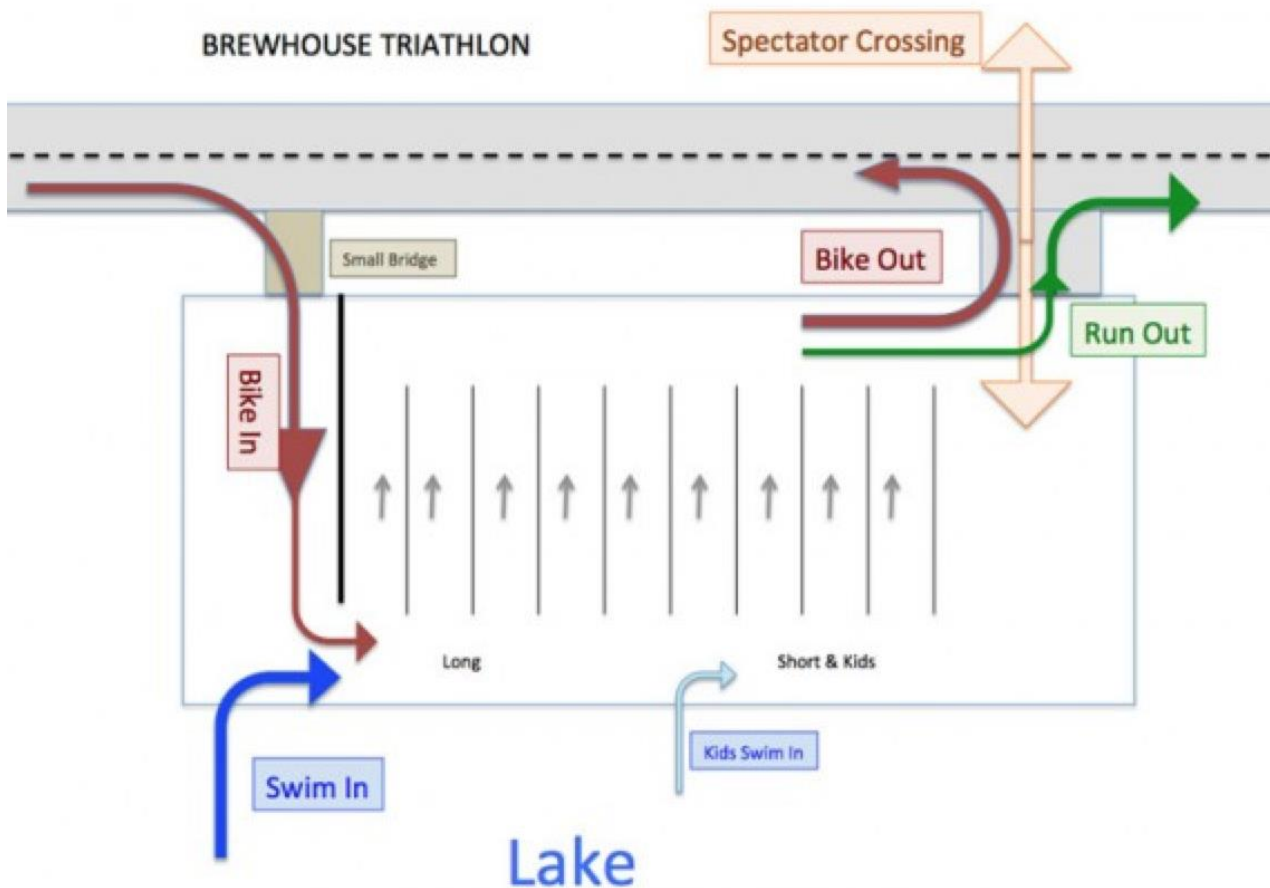 BREWHOUSE TRIATHLON
Spectator Crossing
Small Bridge
Bike Out
Run Out
Bike In
Long
Short & Kids
Kids Swim In
Swim In
Lake